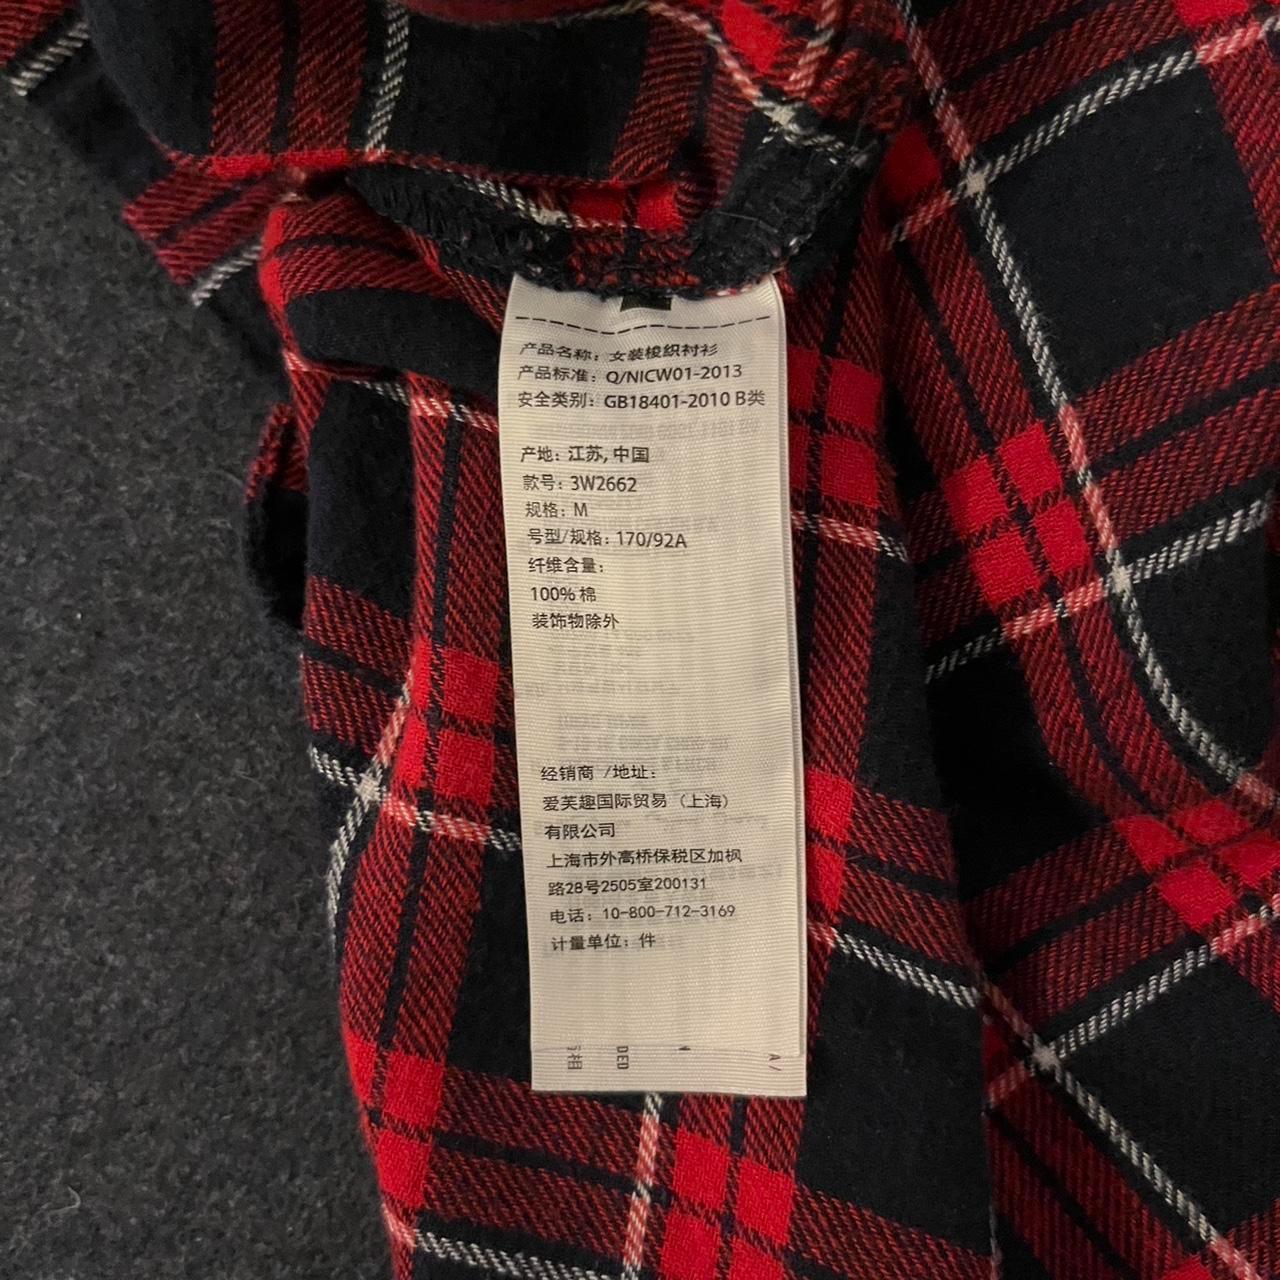 产品名称：女装梭织衬衫
产品标准：Q/NICW01-2013
安全类别：GB18401-2010 B类
产地：江苏, 中国
款号：3W2662
规格：M
号型/规格：170/92A
纤维含量：
100% 棉
装饰物除外
经销商 /地址：
爱芙趣国际贸易（上海）
有限公司
上海市外高桥保税区加枫
路28号2505室200131
电话：10-800-712-3169
计量单位：件
DED
A /